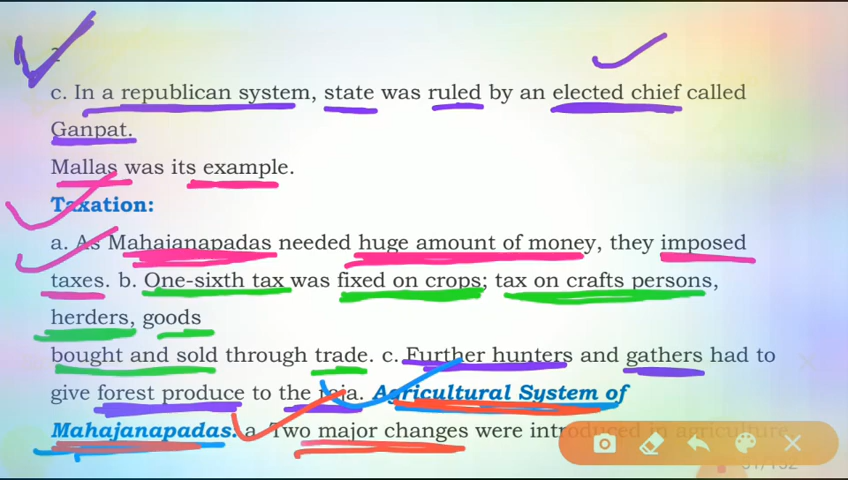 c. In a republican system, state was ruled by an elected chief called
Ganpat.
Mallas was its example.
Taxation:
a. As Mahajanapadas needed huge amount of money, they imposed
taxes. b. One-sixth tax was fixed on crops; tax on crafts persons,
herders, goods
bought and sold through trade. c. Further hunters and gathers had to
give forest produce to the raja. Agricultural System of
Mahajanapadas. a. Two major changes were introduced in agriculture